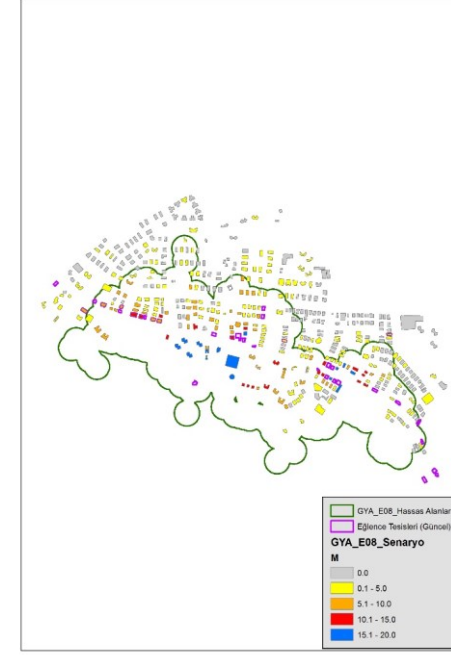 GYA_E08_Hassas Alanlar
Eğlence Tesisleri (Güncel)
GYA_E08_Senaryo
M
0.0
0.1 - 5.0
5.1 - 10.0
10.1 - 15.0
15.1 - 20.0